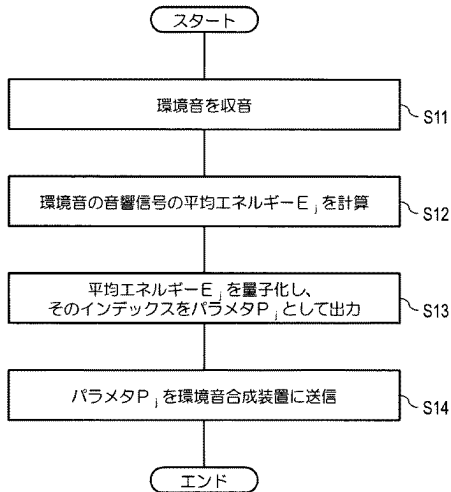 スタート
環境音を収音
S11
環境音の音響信号の平均エネルギーEjを計算
S12
平均エネルギーEjを量子化し、
そのインデックスをパラメタPjとして出力
S13
パラメタPjを環境音合成装置に送信
S14
エンド